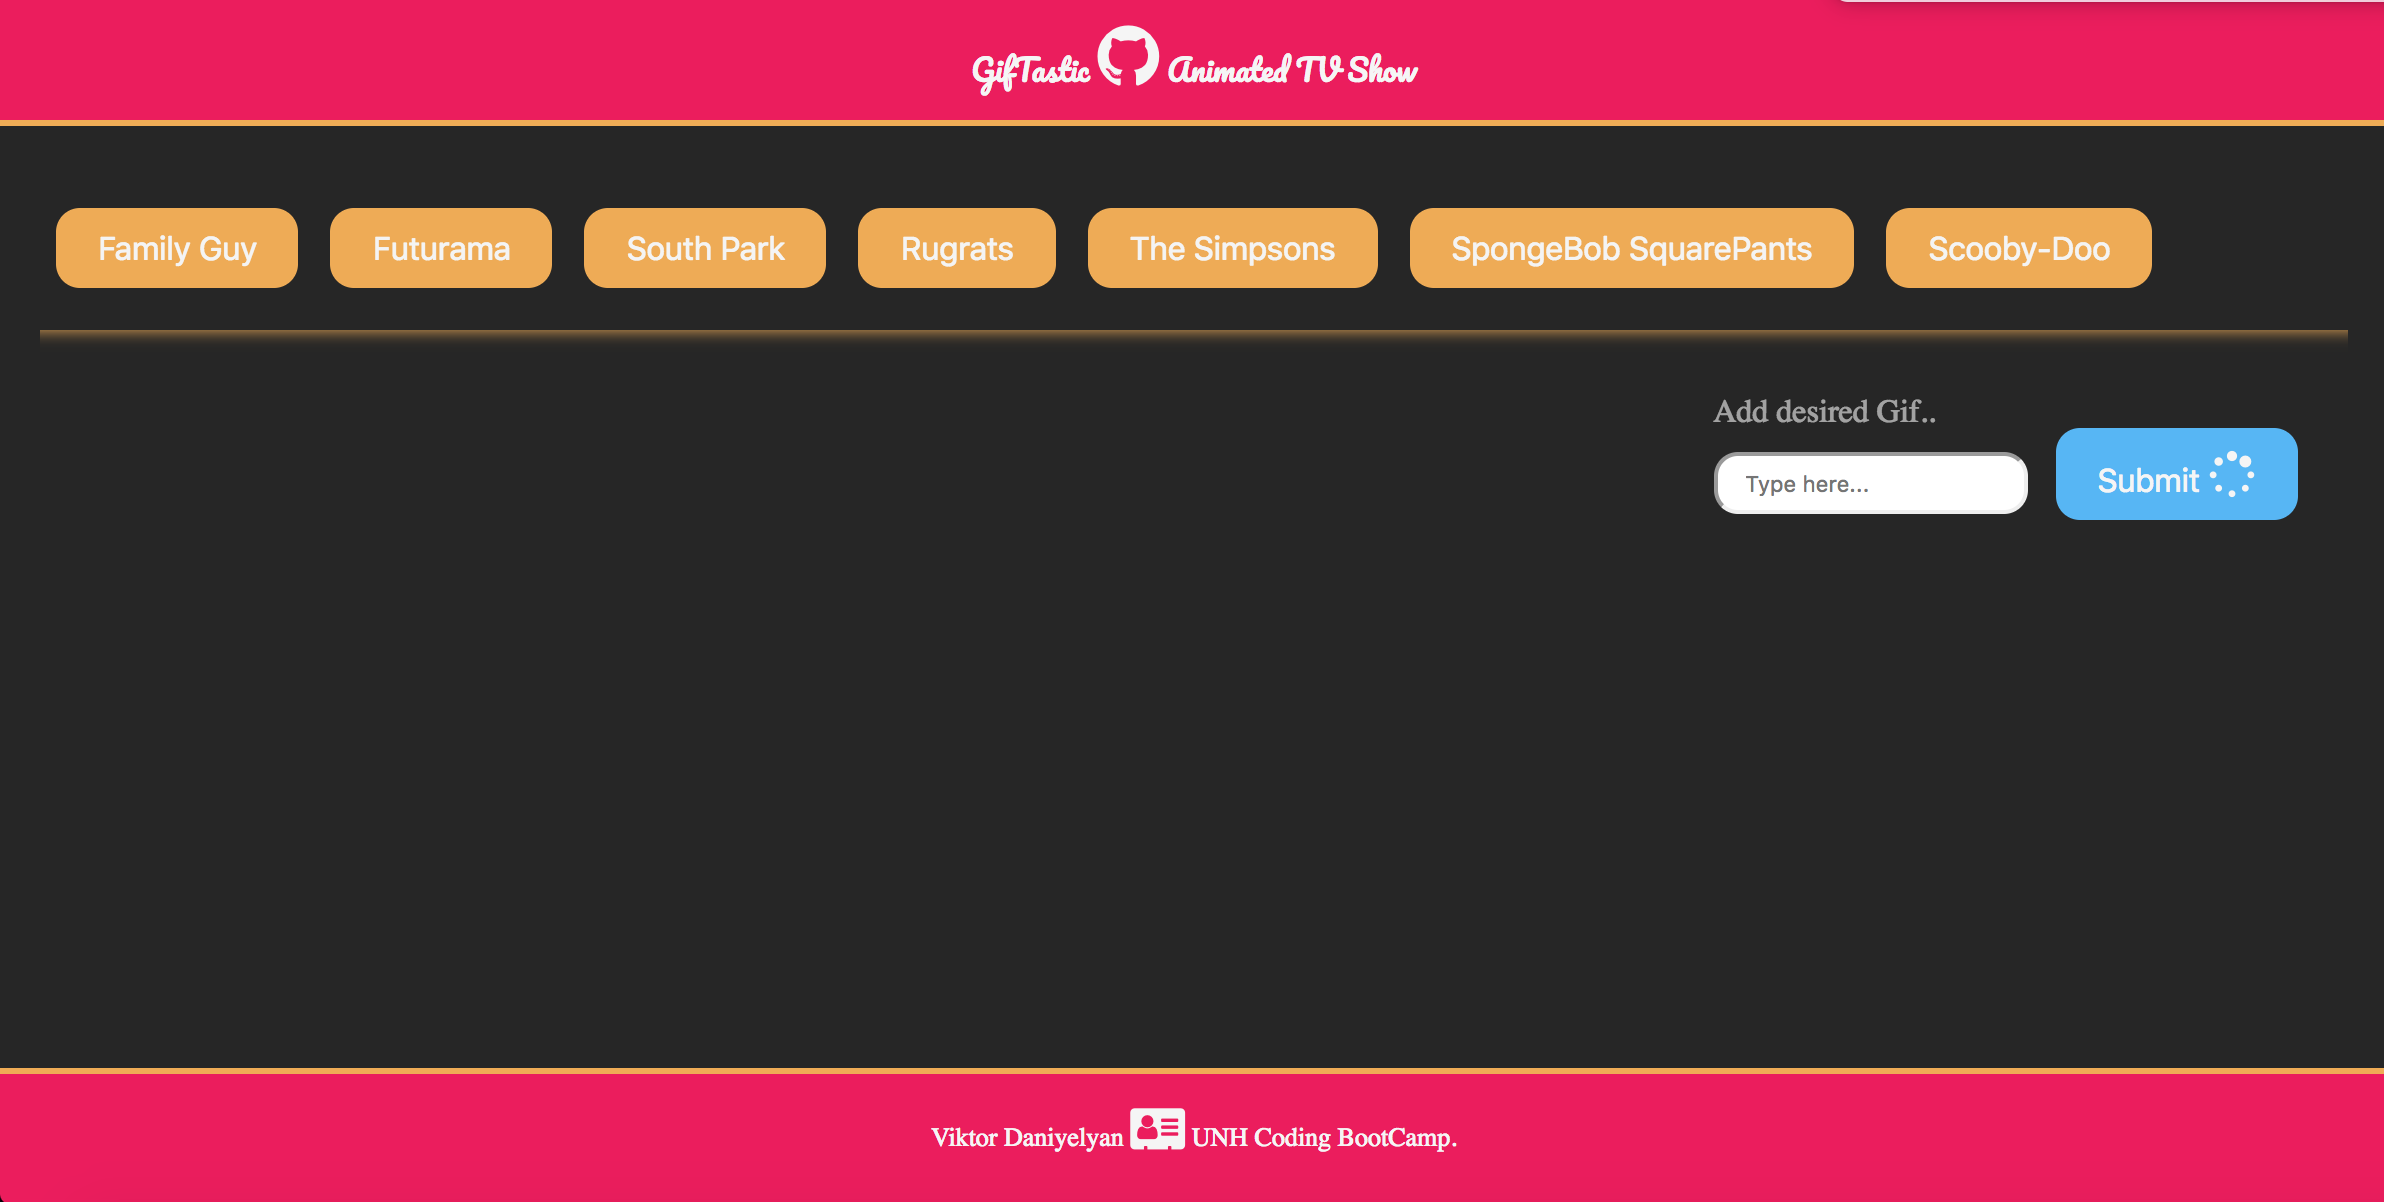 GifTastic Animated TV Show
Family Guy Futurama South Park Rugrats The Simpsons SpongeBob SquarePants Scooby-Doo
Add desired Gif..
Type here...
Submit
Viktor Daniyelyan UNH Coding BootCamp.